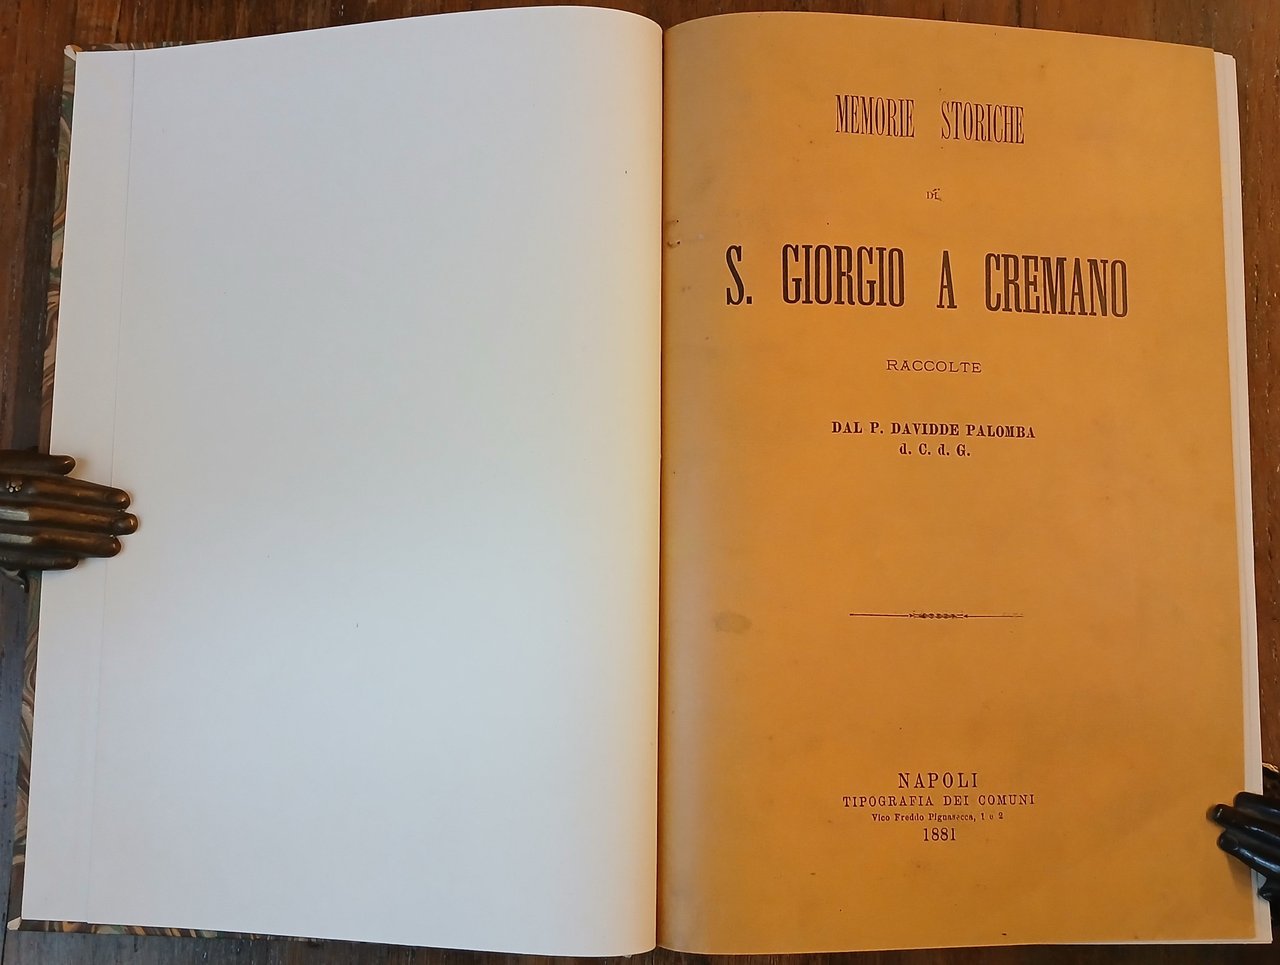 MEMORIE STORICHE
DI
S. GIORGIO A CREMANO
RACCOLTE
DAL P. DAVIDDE PALOMBA
d. C. d. G.
NAPOLI
TIPOGRAFIA DEI COMUNI
Vico Freddo Pignasecca, 1 e 2
1881